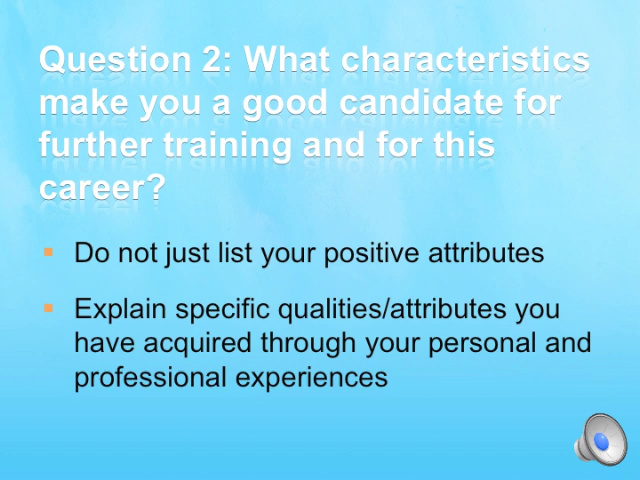 Question 2: What characteristics
make you a good candidate for
further training and for this
career?
Do not just list your positive attributes
Explain specific qualities/attributes you
have acquired through your personal and
professional experiences